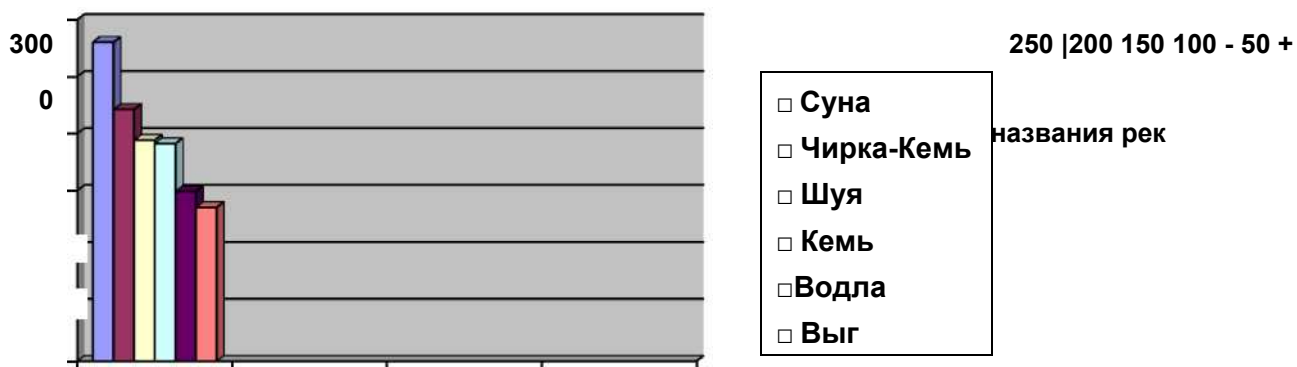 300
250 |200 150 100 - 50 +
0
□ Суна
□ Чирка-Кемь
названия рек
□ Шуя
□ Кемь
□Водла
□ Выг